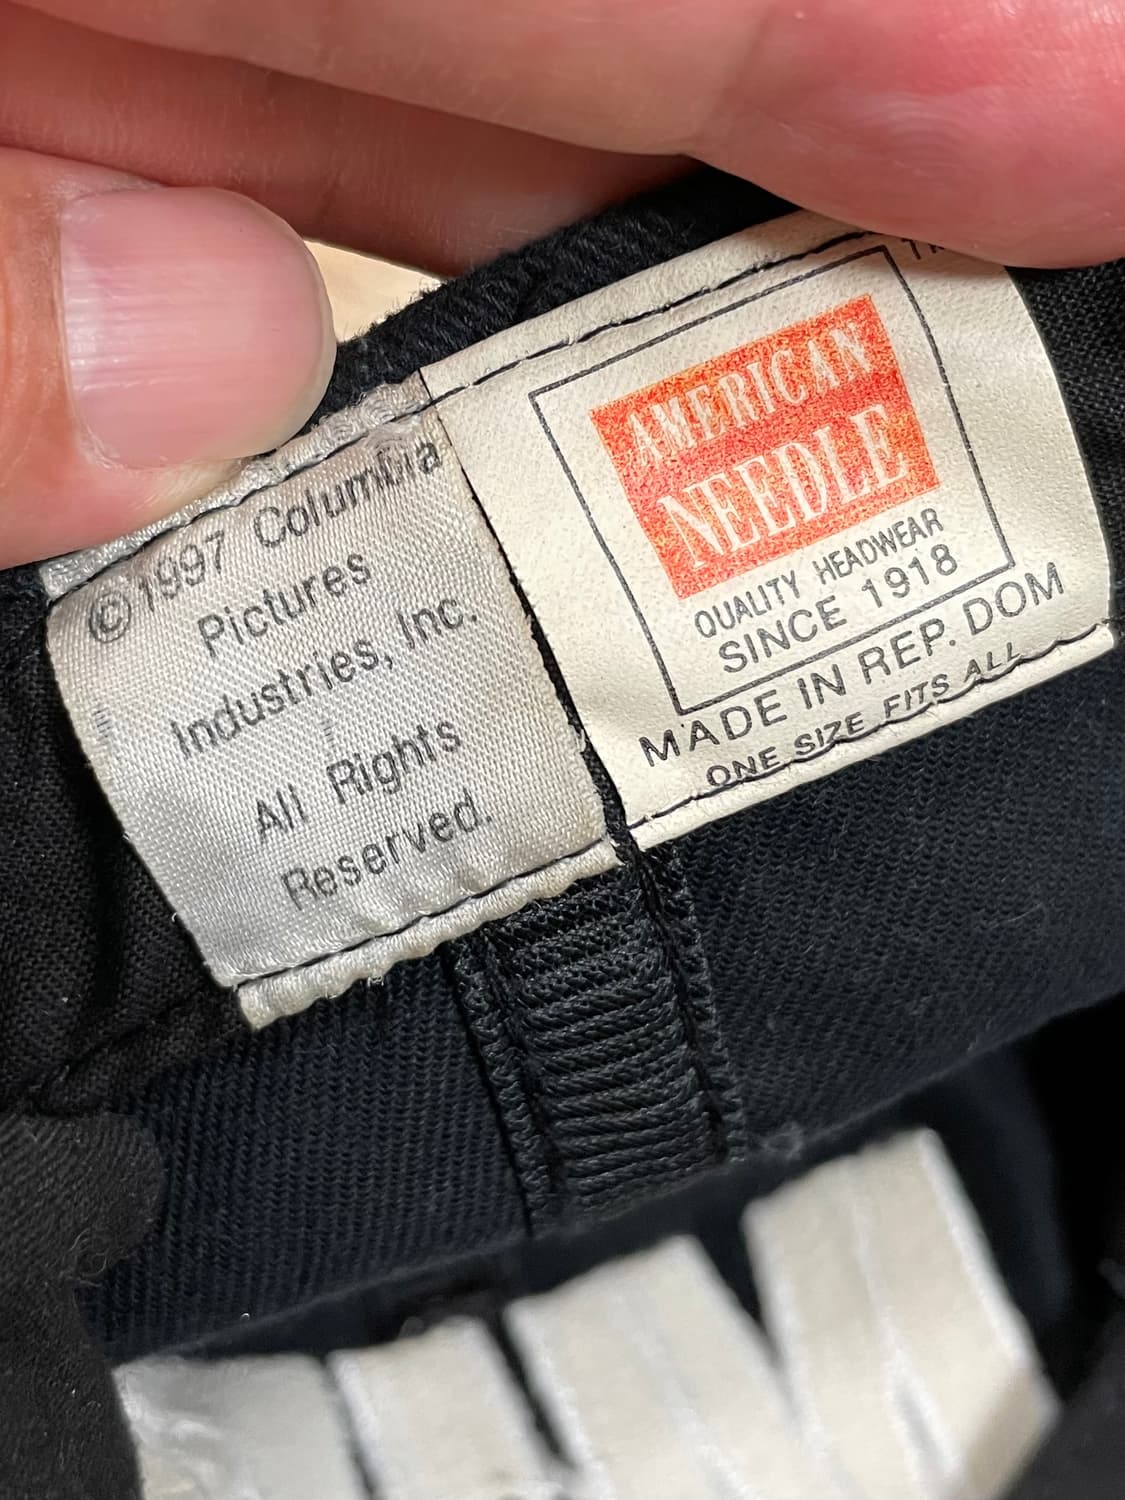 ©1997 Columbia
Pictures
Industries, Inc.
All Rights
Reserved.
AMERICAN
NEEDLE
QUALITY HEADWEAR
SINCE 1918
MADE IN REP. DOM
ONE SIZE FITS ALL